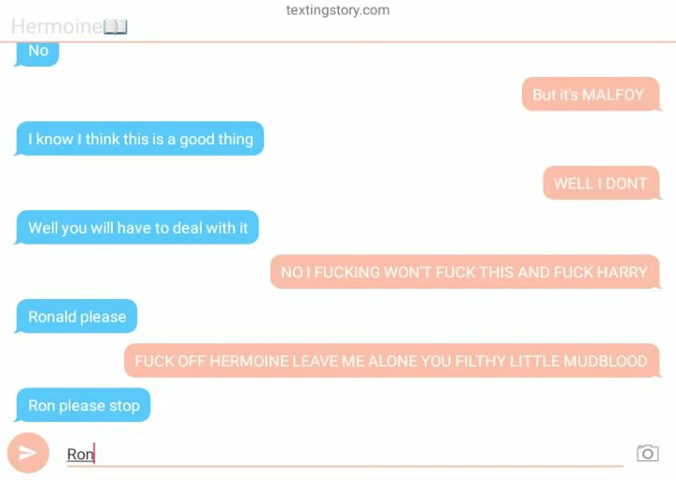 textingstory.com
Hermoine📖
No
But it's MALFOY
I know I think this is a good thing
WELL I DONT
Well you will have to deal with it
NO I FUCKING WON'T FUCK THIS AND FUCK HARRY
Ronald please
FUCK OFF HERMOINE LEAVE ME ALONE YOU FILTHY LITTLE MUDBLOOD
Ron please stop
Ron